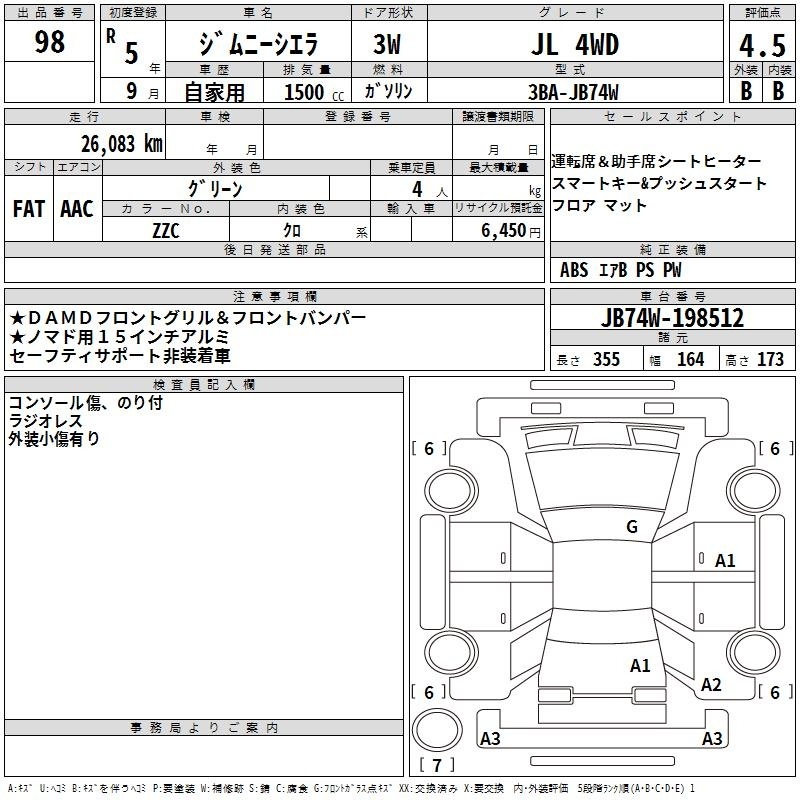 出品番号
98
初度登録
R 5 年
9 月
車名
ジムニーシエラ
ドア形状
3W
グレード
JL 4WD
評価点
4.5
車歴
自家用
排気量
1500 CC
燃料
ガソリン
型式
3BA-JB74W
外装 内装
B B
走行
26,083 km
車検
年 月
登録番号
譲渡書類期限
月 日
セールスポイント
運転席＆助手席シートヒーター
スマートキー&プッシュスタート
フロア マット
シフト
FAT
エアコン
AAC
外装色
グリーン
乗車定員
4 人
最大積載量
kg
カラーNo.
ZZC
内装色
クロ 系
輸入車
リサイクル預託金
6,450 円
後日発送部品
純正装備
ABS エアB PS PW
注意事項欄
★ＤＡＭＤフロントグリル＆フロントバンパー
★ノマド用１５インチアルミ
セーフティサポート非装着車
車台番号
JB74W-198512
諸元
長さ 355 幅 164 高さ 173
検査員記入欄
コンソール傷、のり付
ラジオレス
外装小傷有り
[ 6 ] [ 6 ]
G
A1
A1
A2
[ 6 ] [ 6 ]
A3 A3
[ 7 ]
事務局よりご案内
A:キズ U:ヘコミ B:キズを伴うヘコミ P:要塗装 W:補修跡 S:錆 C:腐食 G:フロントガラス点キズ XX:交換済み X:要交換 内・外装評価 5段階ランク順(A・B・C・D・E) 1